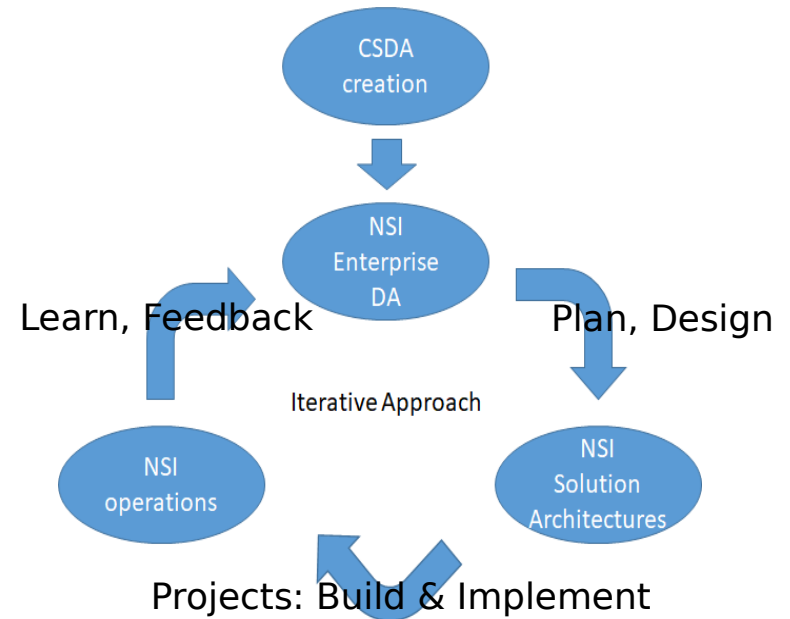 CSDA
creation
NSI
Enterprise
DA
Learn, Feedback
Plan, Design
Iterative Approach
NSI
operations
NSI
Solution
Architectures
Projects: Build & Implement